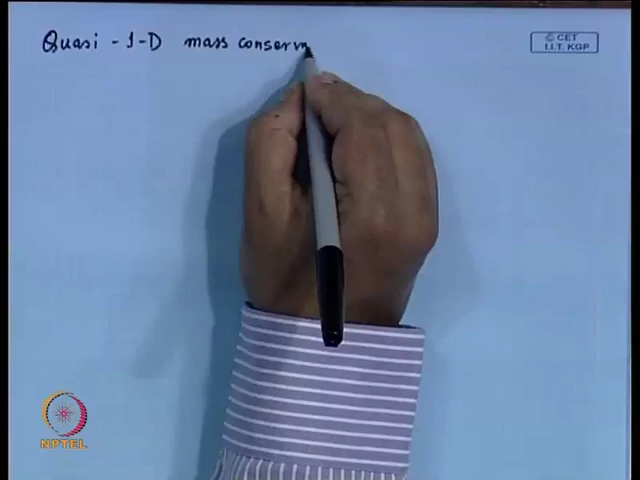 Quasi - 1-D mass conserv
© CET
I.I.T. KGP
NPTEL